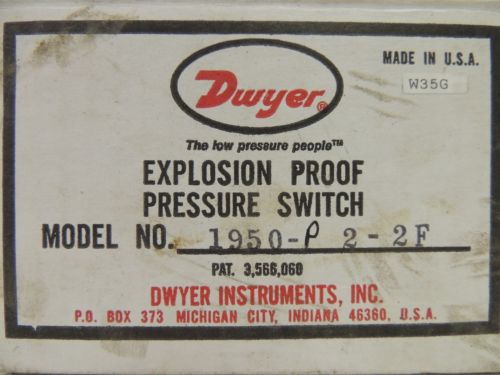 MADE IN U.S.A.
W35G
Dwyer®
The low pressure people™
EXPLOSION PROOF
PRESSURE SWITCH
MODEL NO. 1950-P 2-2F
PAT. 3,566,060
DWYER INSTRUMENTS, INC.
P.O. BOX 373 MICHIGAN CITY, INDIANA 46360, U.S.A.